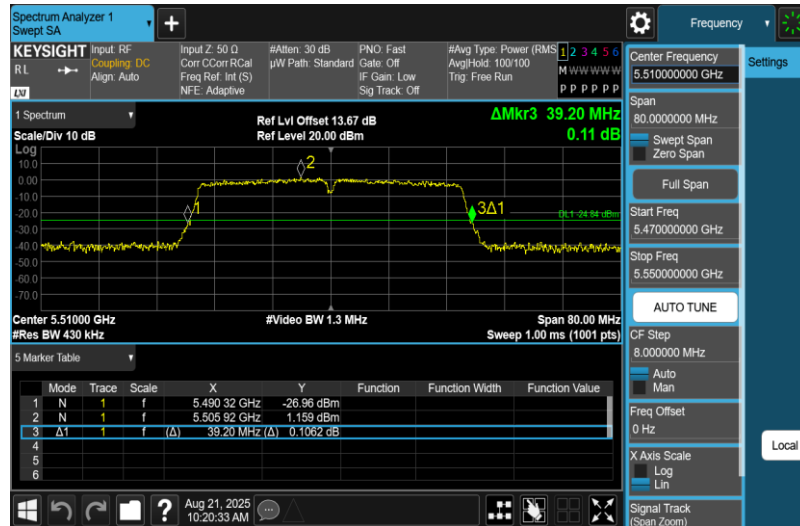 Spectrum Analyzer 1
Swept SA
+
Frequency
KEYSIGHT
RL
LXI
Input: RF
Coupling: DC
Align: Auto
Input Z: 50 Ω
Corr CCorr RCal
Freq Ref: Int (S)
NFE: Adaptive
#Atten: 30 dB
µW Path: Standard
PNO: Fast
Gate: Off
IF Gain: Low
Sig Track: Off
#Avg Type: Power (RMS
Avg|Hold: 100/100
Trig: Free Run
1 2 3 4 5 6
M W W W W W
P P P P P P
1 Spectrum
Scale/Div 10 dB
Ref Lvl Offset 13.67 dB
Ref Level 20.00 dBm
ΔMkr3 39.20 MHz
0.11 dB
Log
10.0
0.00
-10.0
-20.0
-30.0
-40.0
-50.0
-60.0
-70.0
1
2
3Δ1
DL1 -24.84 dBm
Center 5.51000 GHz
#Res BW 430 kHz
#Video BW 1.3 MHz
Span 80.00 MHz
Sweep 1.00 ms (1001 pts)
5 Marker Table
Mode Trace Scale X Y Function Function Width Function Value
1 N 1 f 5.490 32 GHz -26.96 dBm
2 N 1 f 5.505 92 GHz 1.159 dBm
3 Δ1 1 f (Δ) 39.20 MHz (Δ) 0.1062 dB
4
5
6
?
Aug 21, 2025
10:20:33 AM
Center Frequency
5.510000000 GHz
Span
80.0000000 MHz
Swept Span
Zero Span
Full Span
Start Freq
5.470000000 GHz
Stop Freq
5.550000000 GHz
AUTO TUNE
CF Step
8.000000 MHz
Auto
Man
Freq Offset
0 Hz
X Axis Scale
Log
Lin
Signal Track
(Span Zoom)
Settings
Local